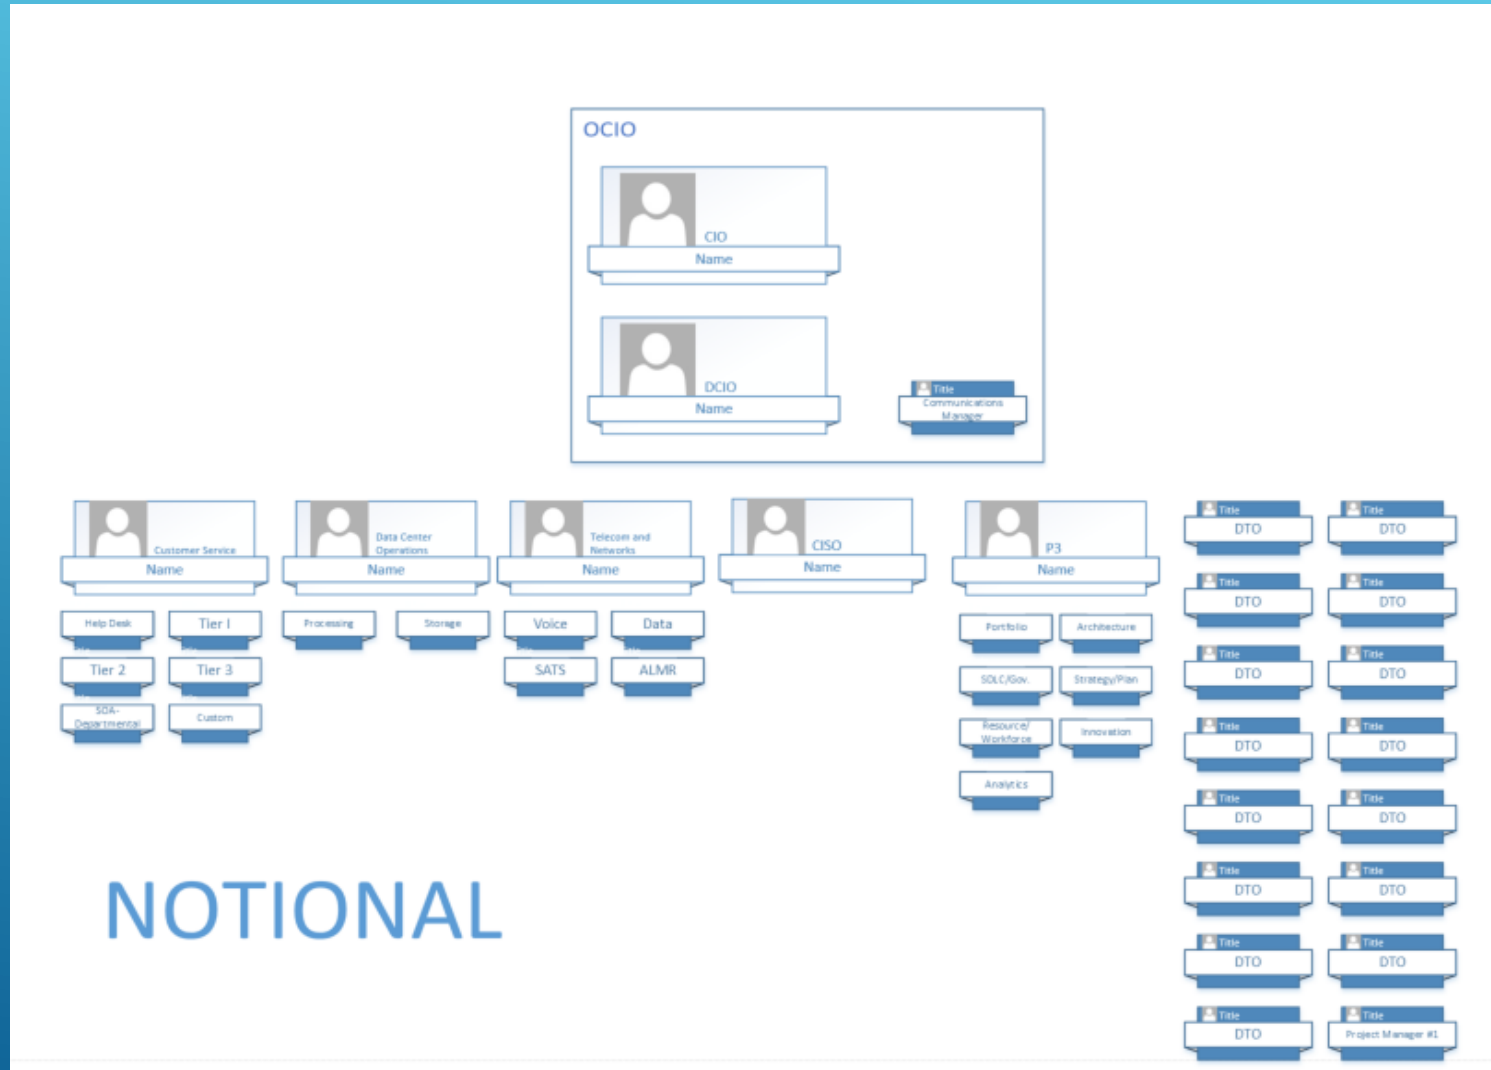 OCIO
CIO
Name
DCIO
Name
Title
Communications
Manager
Customer Service
Name
Data Center
Operations
Name
Telecom and
Networks
Name
CISO
Name
P3
Name
Help Desk
Tier I
Tier 2
Tier 3
SOA-
Departmental
Custom
Processing
Storage
Voice
Data
SATS
ALMR
Portfolio
Architecture
SDLC/Gov.
Strategy/Plan
Resource/
Workforce
Innovation
Analytics
Title
DTO
Title
DTO
Title
DTO
Title
DTO
Title
DTO
Title
DTO
Title
DTO
Title
DTO
Title
DTO
Title
DTO
Title
DTO
Title
DTO
Title
DTO
Title
DTO
Title
DTO
Title
Project Manager #1
NOTIONAL